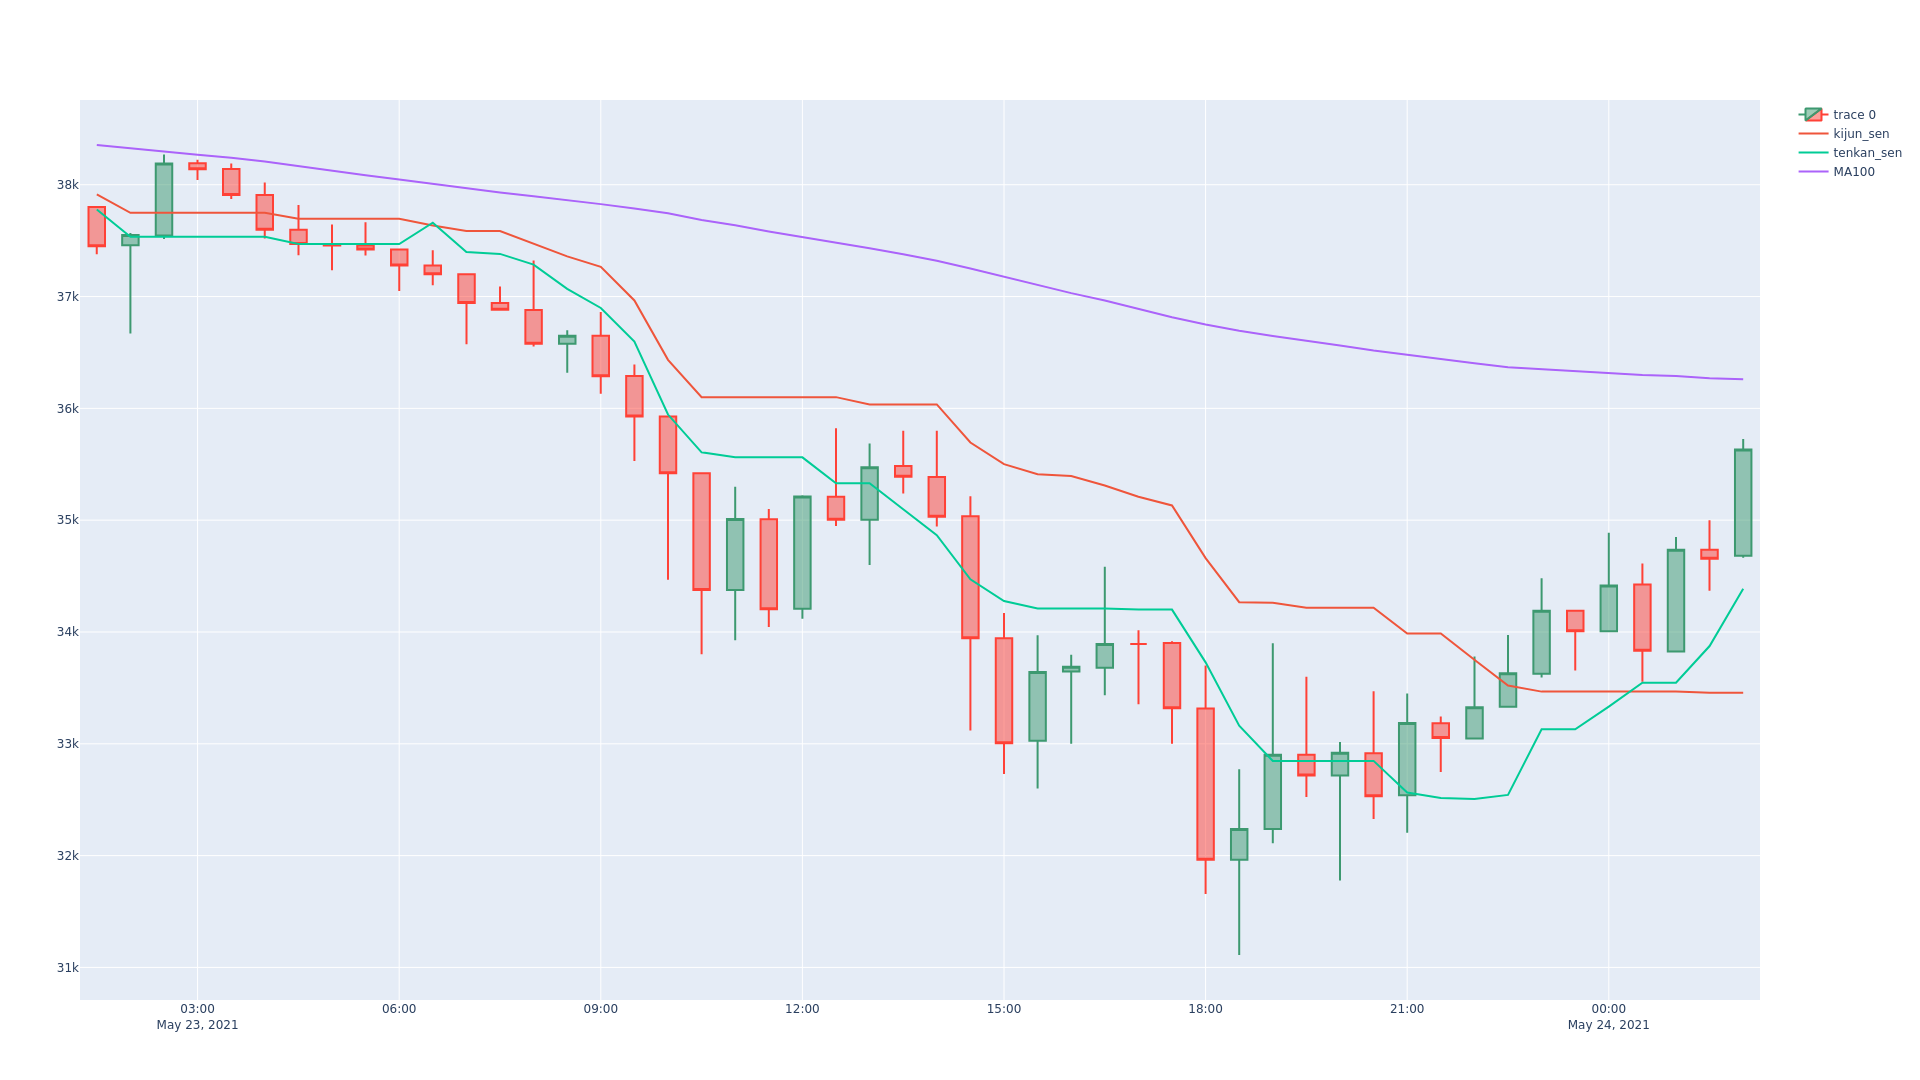 trace 0
kijun_sen
tenkan_sen
MA100
38k
37k
36k
35k
34k
33k
32k
31k
03:00 06:00 09:00 12:00 15:00 18:00 21:00 00:00
May 23, 2021 May 24, 2021